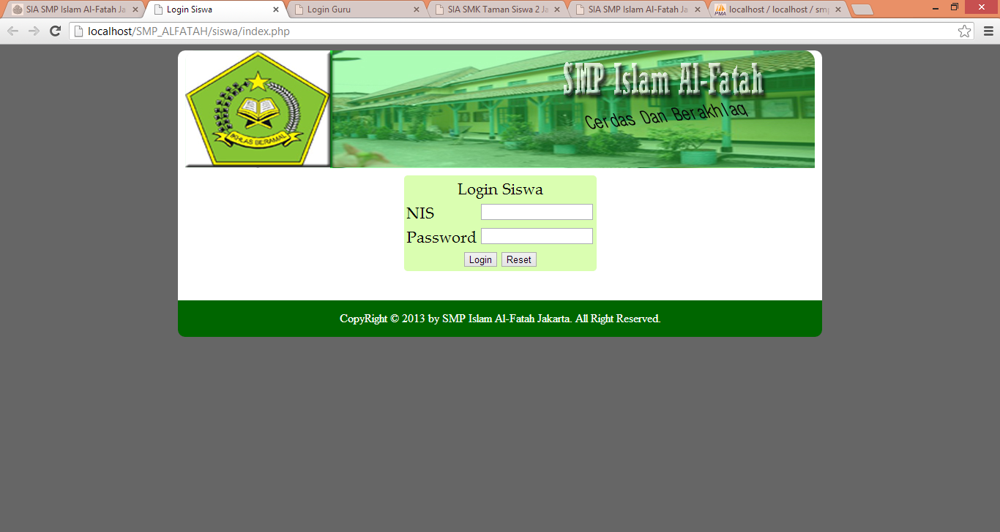 SIA SMP Islam Al-Fatah Ja
Login Siswa
Login Guru
SIA SMK Taman Siswa 2 Ja
SIA SMP Islam Al-Fatah Ja
PMA
localhost / localhost / smp
localhost/SMP_ALFATAH/siswa/index.php
SMP Islam Al-Fatah
Cerdas Dan Berakhlaq
IKHLAS BERAMAL
Login Siswa
NIS
Password
Login Reset
CopyRight © 2013 by SMP Islam Al-Fatah Jakarta. All Right Reserved.